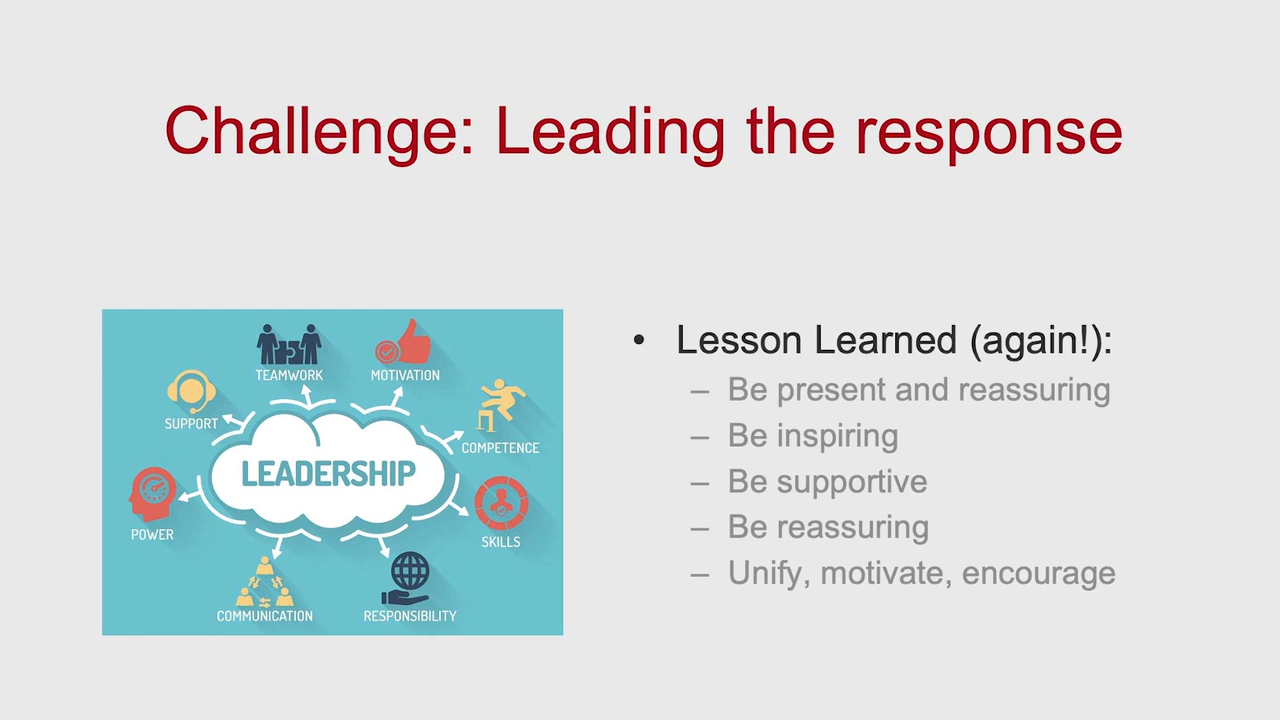 Challenge: Leading the response
TEAMWORK
MOTIVATION
SUPPORT
COMPETENCE
LEADERSHIP
POWER
SKILLS
COMMUNICATION
RESPONSIBILITY
• Lesson Learned (again!):
– Be present and reassuring
– Be inspiring
– Be supportive
– Be reassuring
– Unify, motivate, encourage